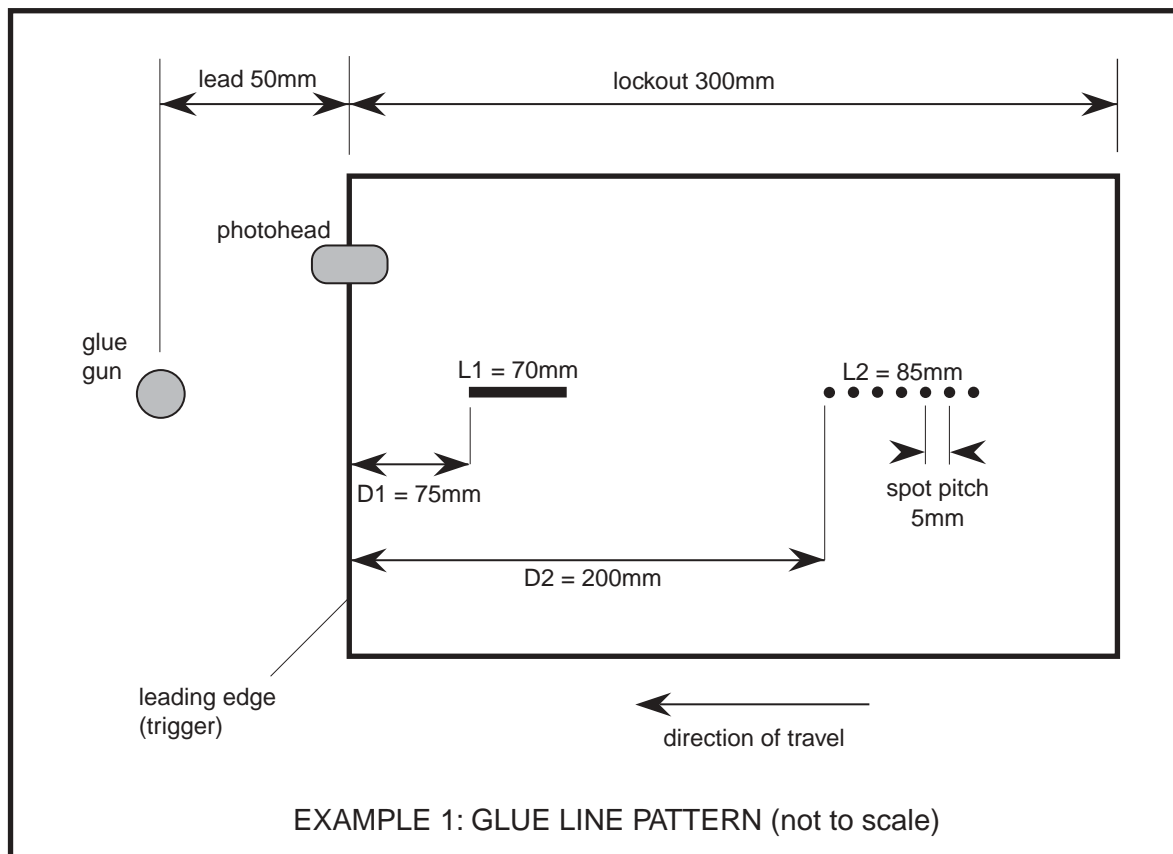 lead 50mm
lockout 300mm
photohead
glue
gun
L1 = 70mm
L2 = 85mm
D1 = 75mm
spot pitch
5mm
D2 = 200mm
leading edge
(trigger)
direction of travel
EXAMPLE 1: GLUE LINE PATTERN (not to scale)